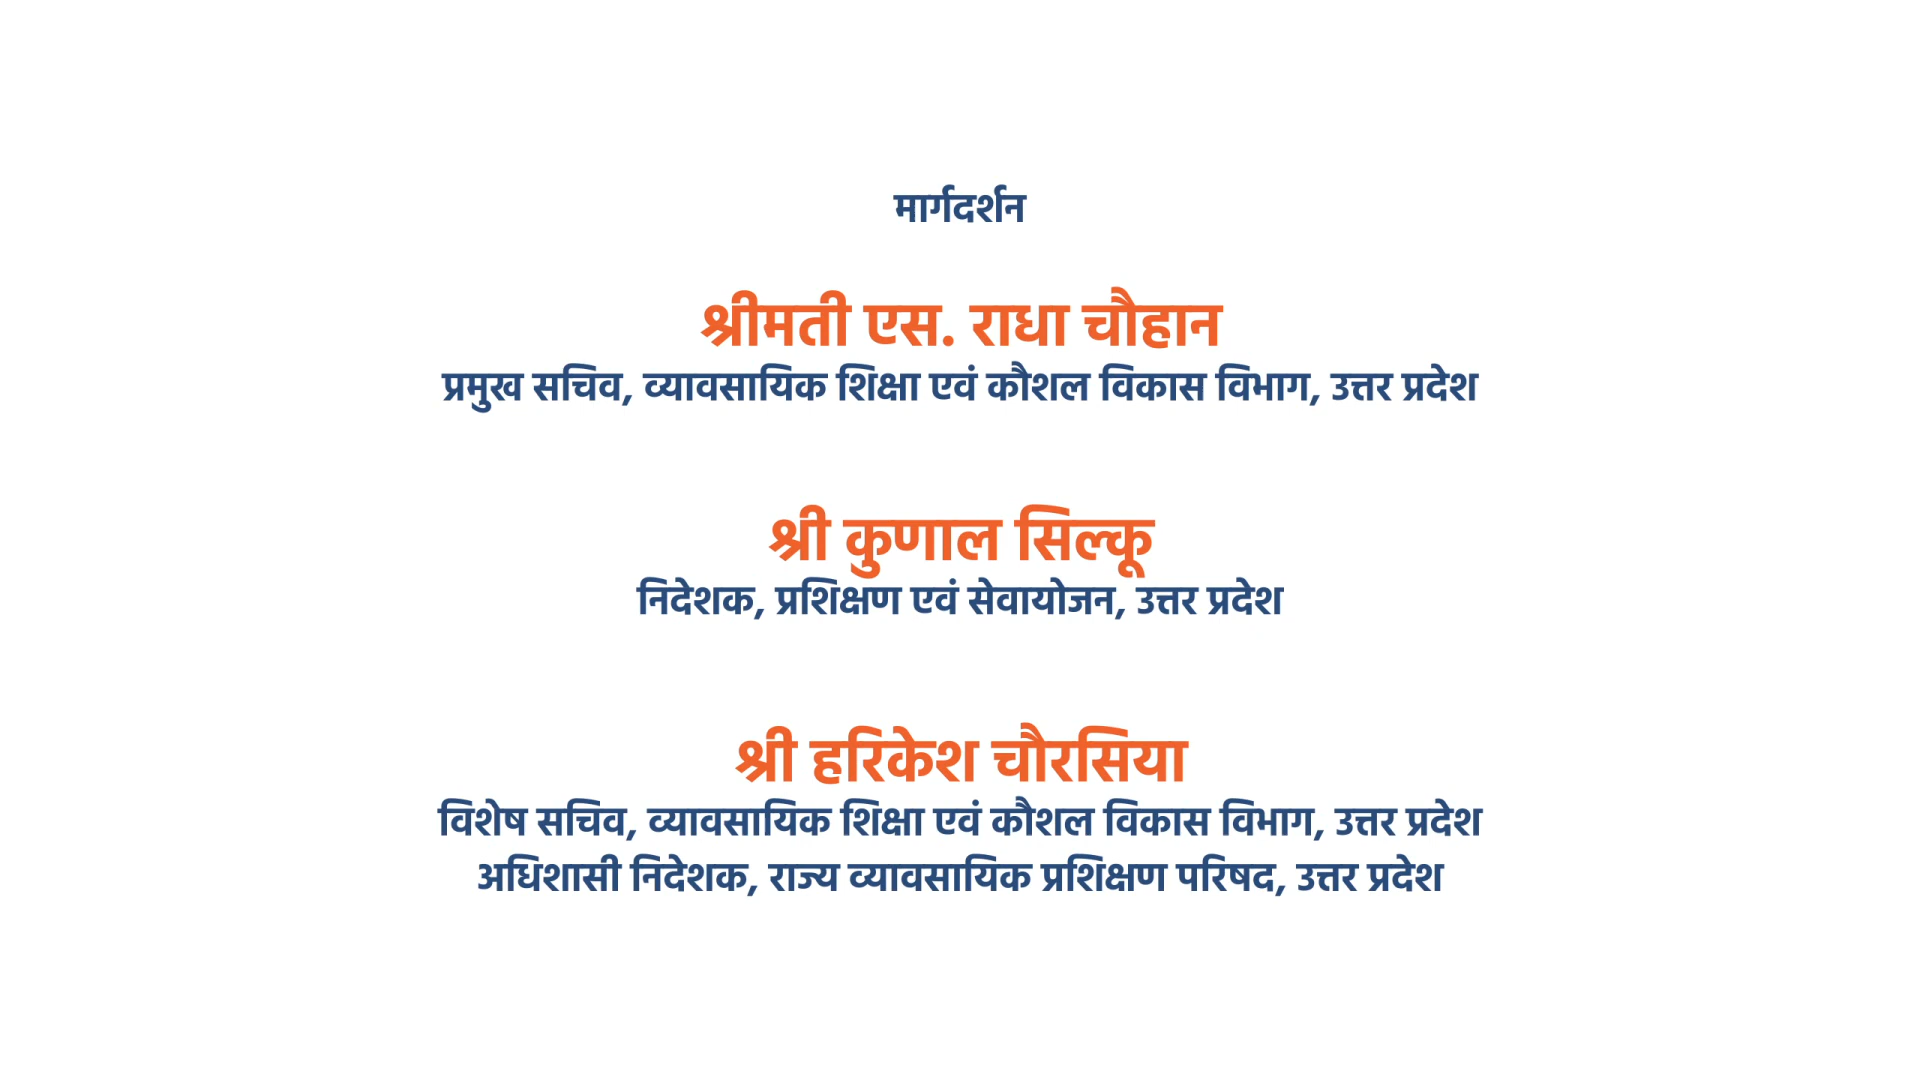 मार्गदर्शन
श्रीमती एस. राधा चौहान
प्रमुख सचिव, व्यावसायिक शिक्षा एवं कौशल विकास विभाग, उत्तर प्रदेश
श्री कुणाल सिल्कू
निदेशक, प्रशिक्षण एवं सेवायोजन, उत्तर प्रदेश
श्री हरिकेश चौरसिया
विशेष सचिव, व्यावसायिक शिक्षा एवं कौशल विकास विभाग, उत्तर प्रदेश
अधिशासी निदेशक, राज्य व्यावसायिक प्रशिक्षण परिषद, उत्तर प्रदेश